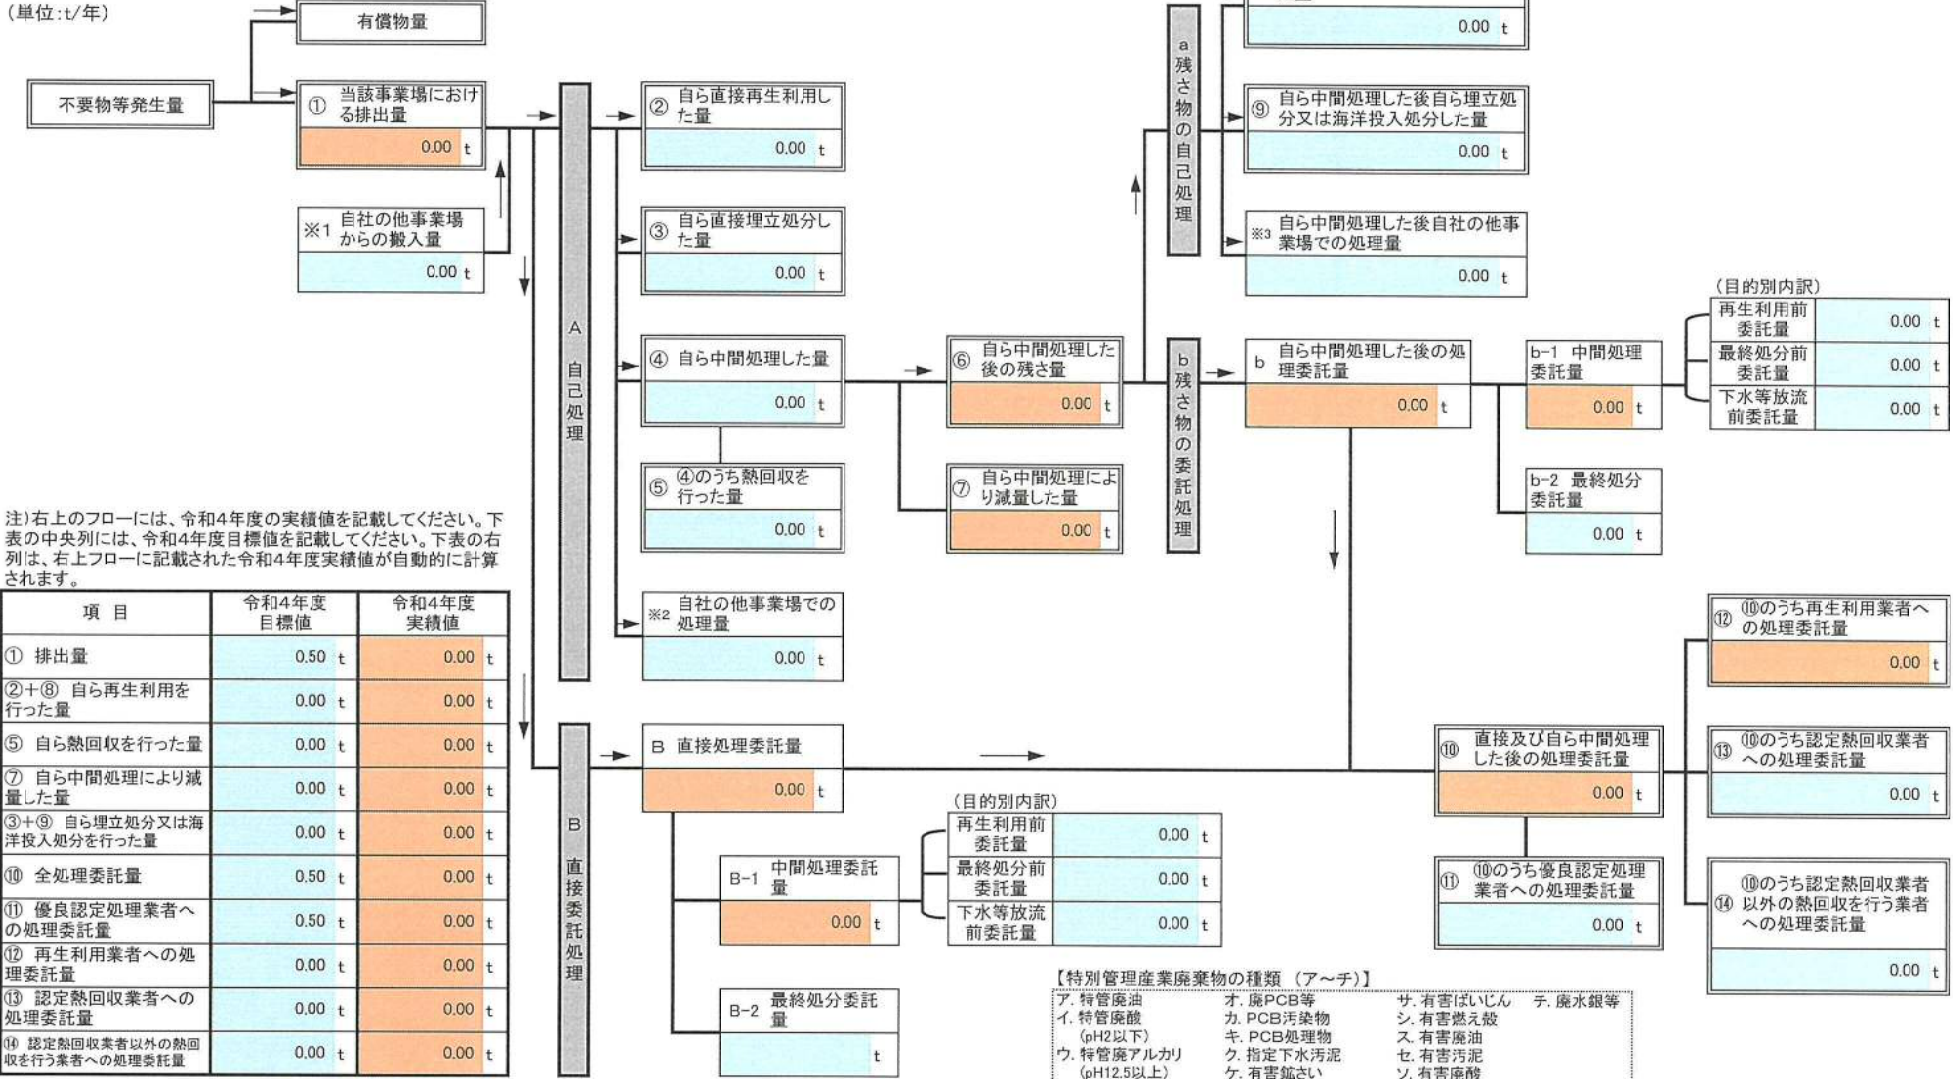 (単位:t/年)
有償物量
不要物等発生量
① 当該事業場におけ
る排出量
0.00 t
※1 自社の他事業場
からの搬入量
0.00 t
A 自己処理
② 自ら直接再生利用し
た量
0.00 t
③ 自ら直接埋立処分し
た量
0.00 t
④ 自ら中間処理した量
0.00 t
⑤ ④のうち熱回収を
行った量
0.00 t
※2 自社の他事業場での
処理量
0.00 t
⑥ 自ら中間処理した
後の残さ量
0.00 t
⑦ 自ら中間処理によ
り減量した量
0.00 t
a 残さ物の自己処理
0.00 t
⑨ 自ら中間処理した後自ら埋立処
分又は海洋投入処分した量
0.00 t
※3 自ら中間処理した後自社の他事
業場での処理量
0.00 t
b 残さ物の委託処理
b 自ら中間処理した後の処
理委託量
0.00 t
b-1 中間処理
委託量
0.00 t
(目的別内訳)
再生利用前
委託量
0.00 t
最終処分前
委託量
0.00 t
下水等放流
前委託量
0.00 t
b-2 最終処分
委託量
0.00 t
注)右上のフローには、令和4年度の実績値を記載してください。下
表の中央列には、令和4年度目標値を記載してください。下表の右
列は、右上フローに記載された令和4年度実績値が自動的に計算
されます。
項 目 令和4年度 目標値 令和4年度 実績値
① 排出量 0.50 t 0.00 t
②+⑧ 自ら再生利用を
行った量 0.00 t 0.00 t
⑤ 自ら熱回収を行った量 0.00 t 0.00 t
⑦ 自ら中間処理により減
量した量 0.00 t 0.00 t
③+⑨ 自ら埋立処分又は海
洋投入処分を行った量 0.00 t 0.00 t
⑩ 全処理委託量 0.50 t 0.00 t
⑪ 優良認定処理業者へ
の処理委託量 0.50 t 0.00 t
⑫ 再生利用業者への処
理委託量 0.00 t 0.00 t
⑬ 認定熱回収業者への
処理委託量 0.00 t 0.00 t
⑭ 認定熱回収業者以外の熱回
収を行う業者への処理委託量 0.00 t 0.00 t
B 直接委託処理
B 直接処理委託量
0.00 t
B-1 中間処理委託
量
0.00 t
(目的別内訳)
再生利用前
委託量
0.00 t
最終処分前
委託量
0.00 t
下水等放流
前委託量
0.00 t
B-2 最終処分委託
量
t
⑩ 直接及び自ら中間処理
した後の処理委託量
0.00 t
⑪ ⑩のうち優良認定処理
業者への処理委託量
0.00 t
⑫ ⑩のうち再生利用業者へ
の処理委託量
0.00 t
⑬ ⑩のうち認定熱回収業者
への処理委託量
0.00 t
⑭ ⑩のうち認定熱回収業者
以外の熱回収を行う業者
への処理委託量
0.00 t
【特別管理産業廃棄物の種類 (ア～チ)】
ア. 特管廃油 オ. 廃PCB等 サ. 有害ばいじん チ. 廃水銀等
イ. 特管廃酸 カ. PCB汚染物 シ. 有害燃え殻
(pH2以下) キ. PCB処理物 ス. 有害廃油
ウ. 特管廃アルカリ ク. 指定下水汚泥 セ. 有害汚泥
(pH12.5以上) ケ. 有害鉱さい ソ. 有害廃酸